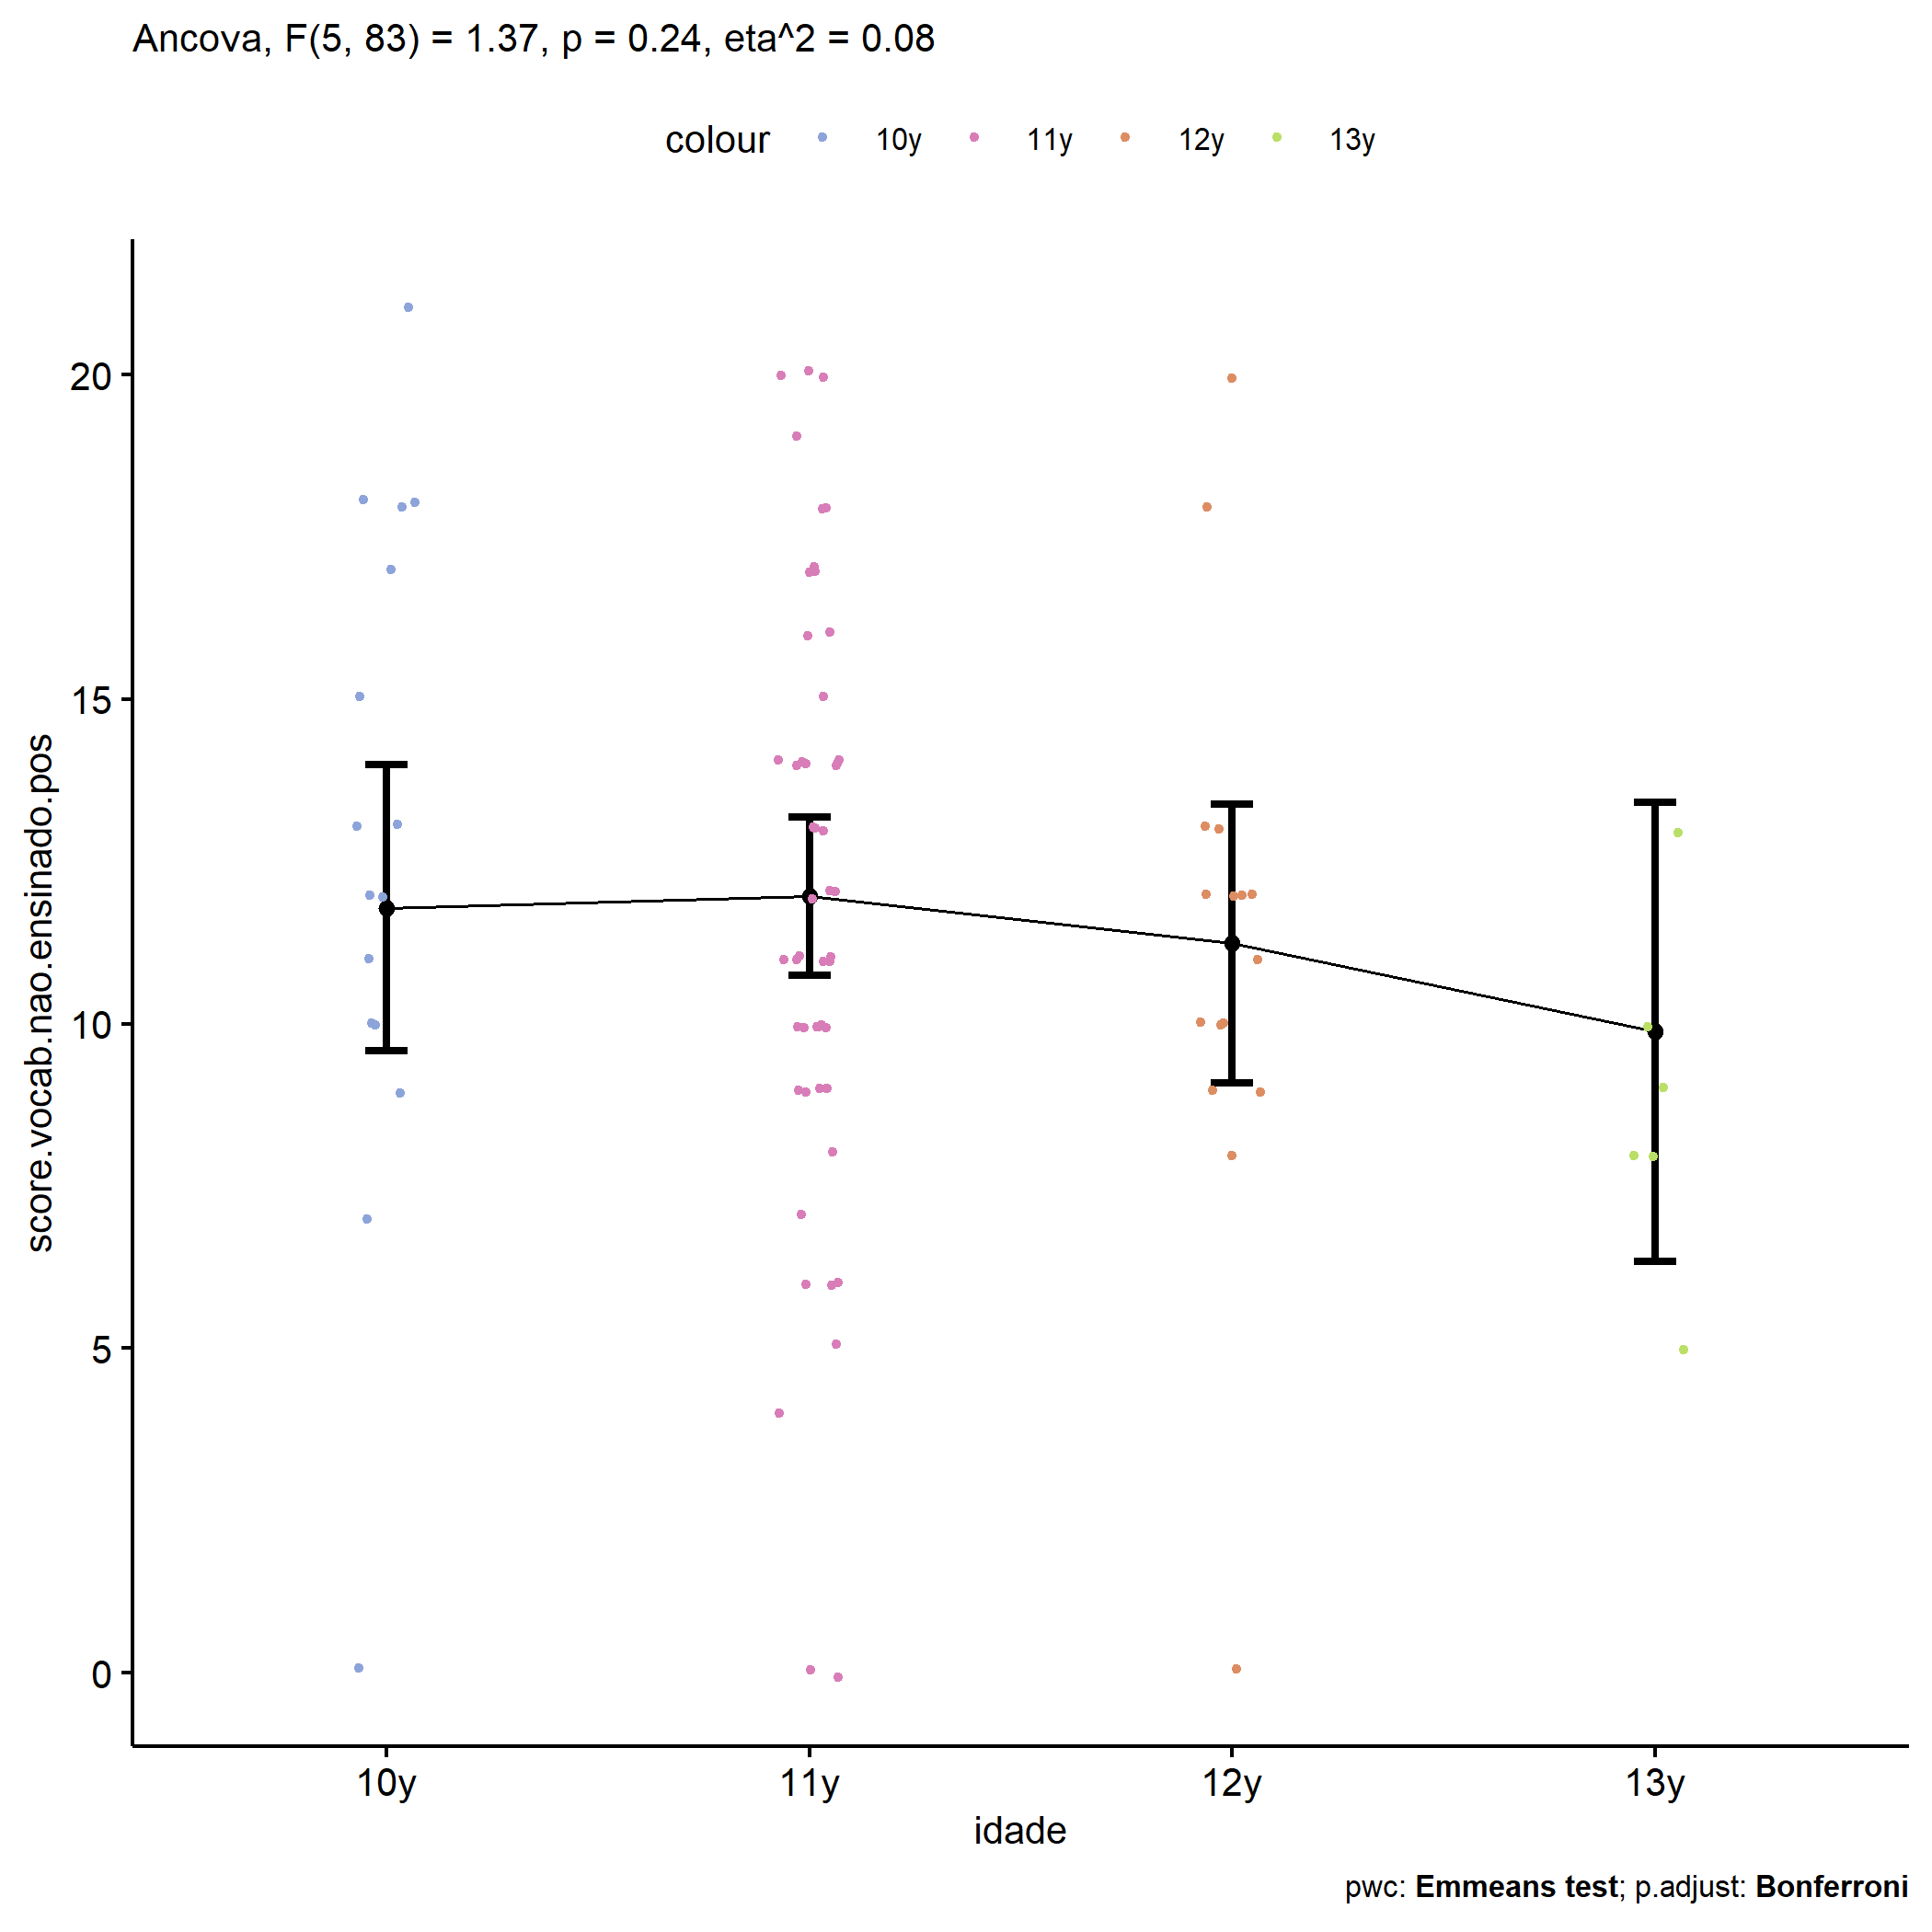 Ancova, F(5, 83) = 1.37, p = 0.24, eta^2 = 0.08
colour 10y 11y 12y 13y
score.vocab.nao.ensinado.pos
20
15
10
5
0
10y 11y 12y 13y
idade
pwc: Emmeans test; p.adjust: Bonferroni